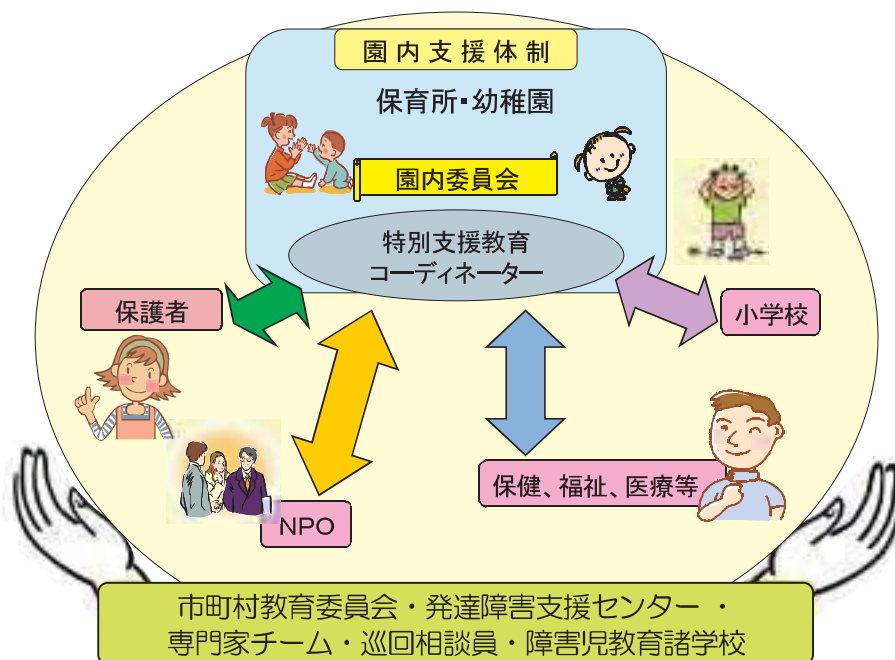 園内支援体制
保育所・幼稚園
園内委員会
特別支援教育
コーディネーター
保護者
小学校
保健、福祉、医療等
NPO
市町村教育委員会・発達障害支援センター・
専門家チーム・巡回相談員・障害児教育諸学校